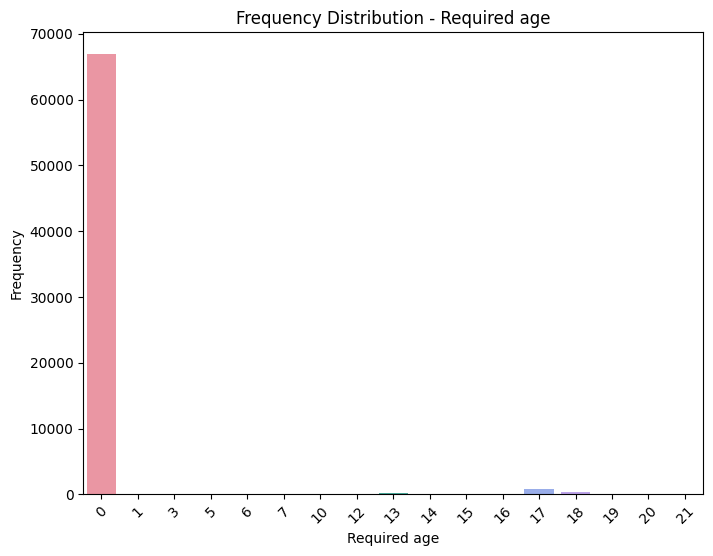 Frequency Distribution - Required age
70000
60000
50000
40000
30000
20000
10000
0
Frequency
0 1 3 5 6 7 10 12 13 14 15 16 17 18 19 20 21
Required age